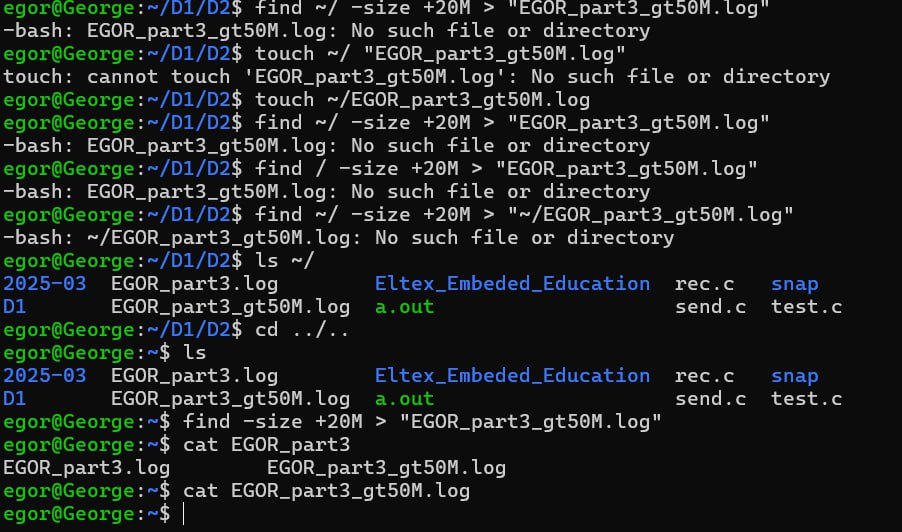 egor@George:~/D1/D2$ find ~/ -size +20M > "EGOR_part3_gt50M.log"
-bash: EGOR_part3_gt50M.log: No such file or directory
egor@George:~/D1/D2$ touch ~/ "EGOR_part3_gt50M.log"
touch: cannot touch 'EGOR_part3_gt50M.log': No such file or directory
egor@George:~/D1/D2$ touch ~/EGOR_part3_gt50M.log
egor@George:~/D1/D2$ find ~/ -size +20M > "EGOR_part3_gt50M.log"
-bash: EGOR_part3_gt50M.log: No such file or directory
egor@George:~/D1/D2$ find / -size +20M > "EGOR_part3_gt50M.log"
-bash: EGOR_part3_gt50M.log: No such file or directory
egor@George:~/D1/D2$ find ~/ -size +20M > "~/EGOR_part3_gt50M.log"
-bash: ~/EGOR_part3_gt50M.log: No such file or directory
egor@George:~/D1/D2$ ls ~/
2025-03  EGOR_part3.log        Eltex_Embeded_Education  rec.c   snap
D1       EGOR_part3_gt50M.log  a.out                    send.c  test.c
egor@George:~/D1/D2$ cd ../..
egor@George:~$ ls
2025-03  EGOR_part3.log        Eltex_Embeded_Education  rec.c   snap
D1       EGOR_part3_gt50M.log  a.out                    send.c  test.c
egor@George:~$ find -size +20M > "EGOR_part3_gt50M.log"
egor@George:~$ cat EGOR_part3
EGOR_part3.log        EGOR_part3_gt50M.log
egor@George:~$ cat EGOR_part3_gt50M.log
egor@George:~$